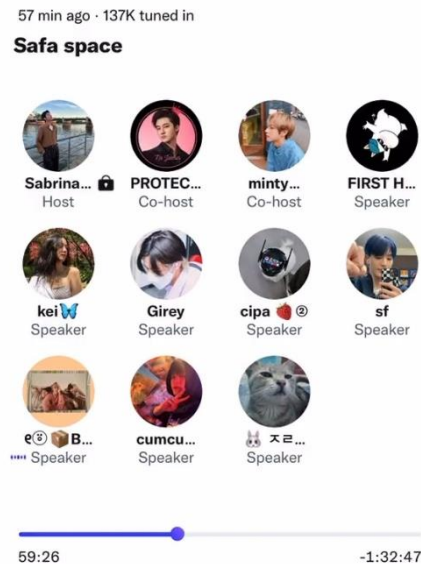 57 min ago · 137K tuned in
Safa space
Sabrina... PROTEC... minty... FIRST H...
Host Co-host Co-host Speaker
kei🦋 Girey cipa 🍓② sf
Speaker Speaker Speaker Speaker
📦B... cumcu... 🐰 ㅈㄹ...
Speaker Speaker Speaker
59:26 -1:32:47